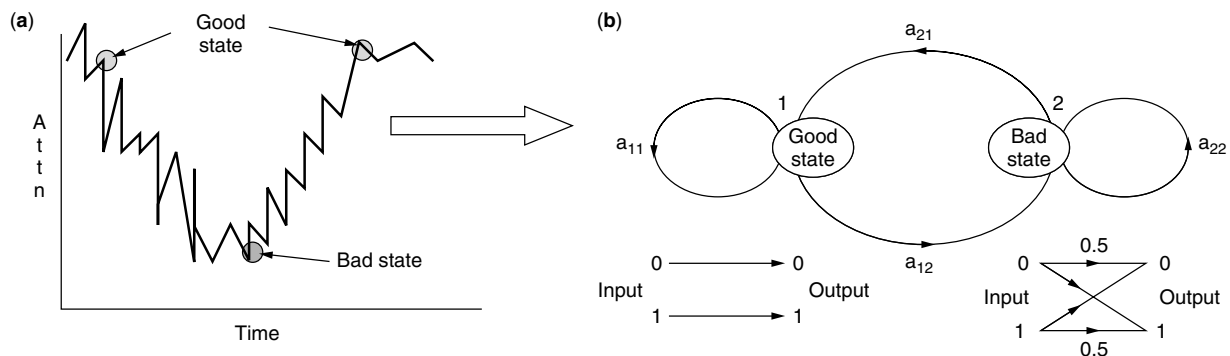 (a)
Good
state
A
t
t
n
Bad state
Time
(b)
a21
1
2
a11
Good
state
Bad
state
a22
a12
0
0
Input
Output
1
1
0.5
0
0
Input
Output
1
1
0.5